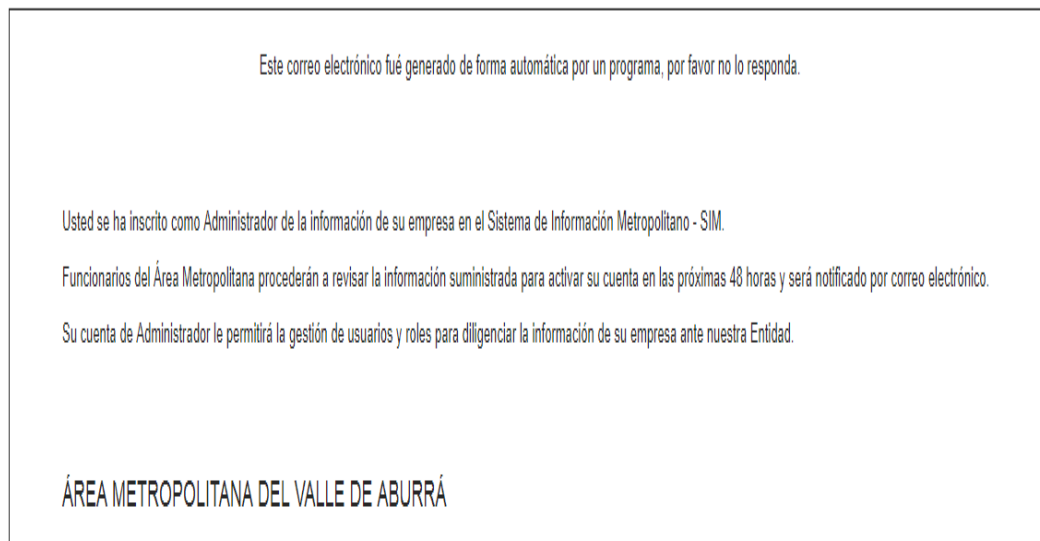 Este correo electrónico fué generado de forma automática por un programa, por favor no lo responda.
Usted se ha inscrito como Administrador de la información de su empresa en el Sistema de Información Metropolitano - SIM.
Funcionarios del Área Metropolitana procederán a revisar la información suministrada para activar su cuenta en las próximas 48 horas y será notificado por correo electrónico.
Su cuenta de Administrador le permitirá la gestión de usuarios y roles para diligenciar la información de su empresa ante nuestra Entidad.
ÁREA METROPOLITANA DEL VALLE DE ABURRÁ